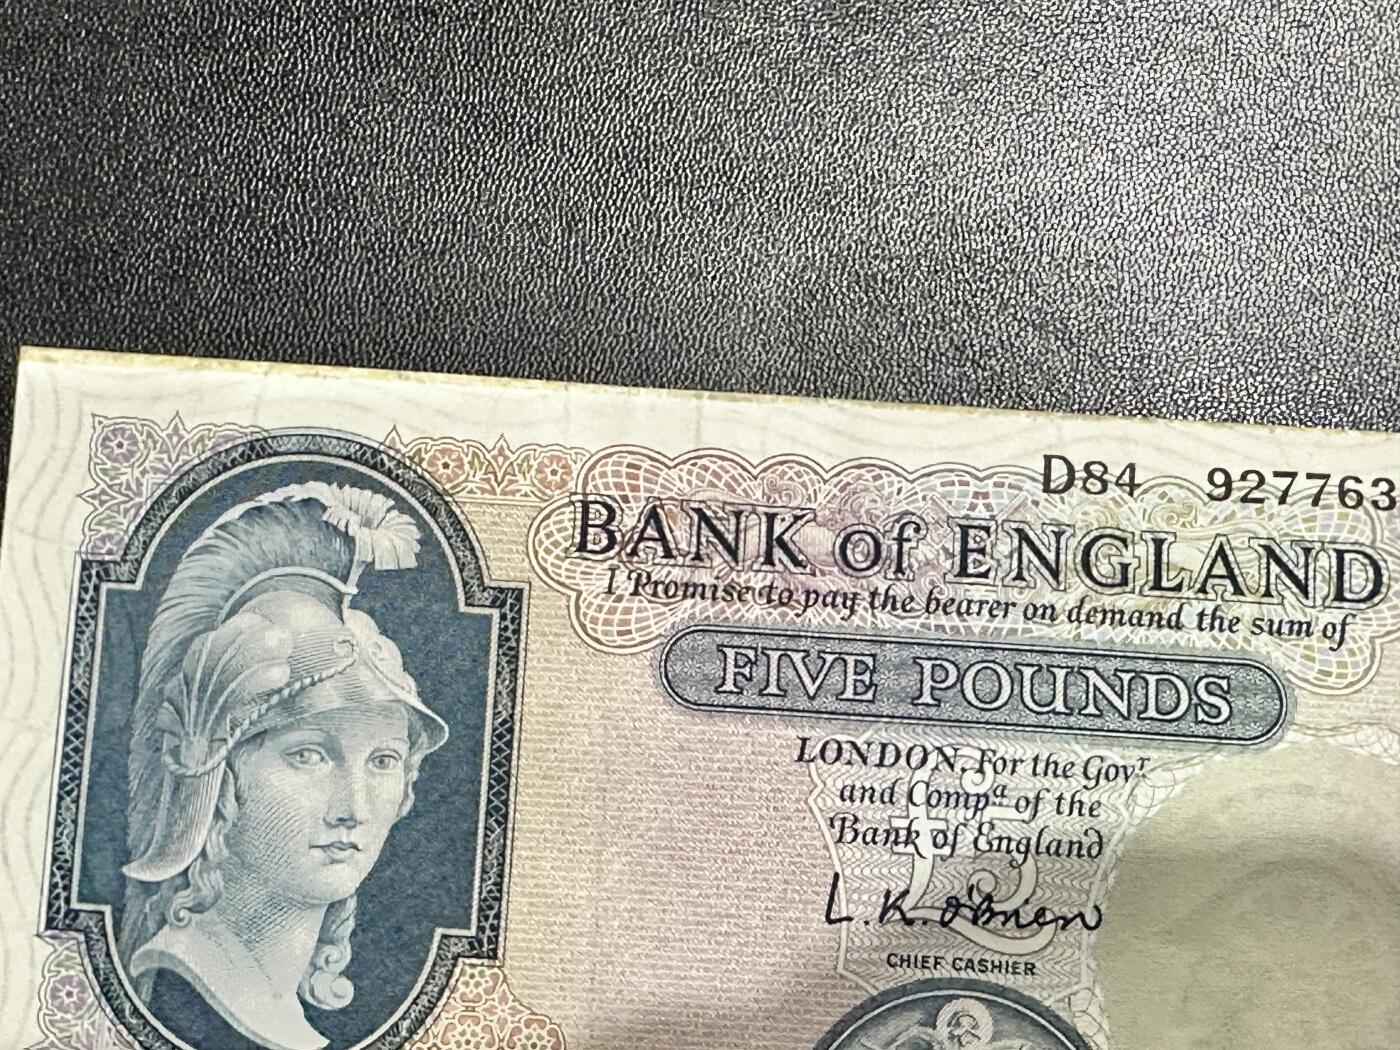 D84 927763
BANK of ENGLAND
I Promise to pay the bearer on demand the sum of
FIVE POUNDS
LONDON, For the Govr
and Compa of the
Bank of England
£5
L.K. O'Brien
CHIEF CASHIER